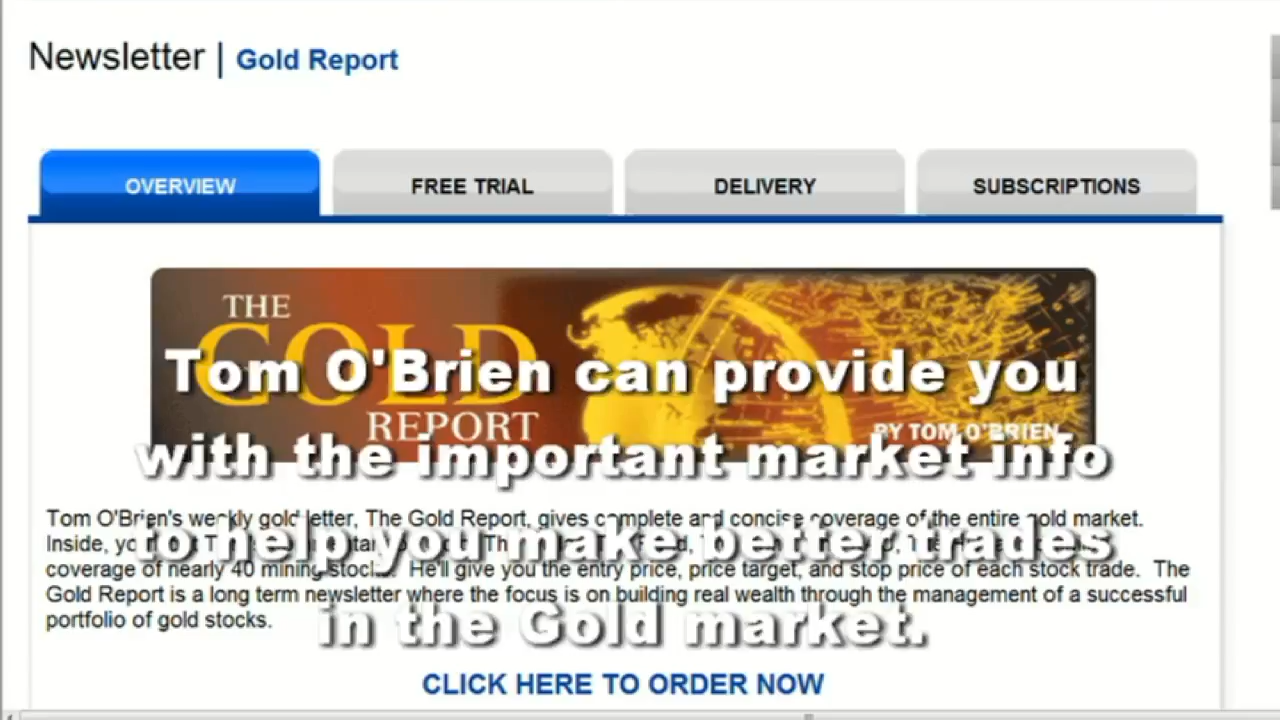 Newsletter | Gold Report
OVERVIEW
FREE TRIAL
DELIVERY
SUBSCRIPTIONS
THE
GOLD
REPORT
BY TOM O'BRIEN
Tom O'Brien can provide you
with the important market info
to help you make better trades
in the Gold market.
Tom O'Brien's weekly gold letter, The Gold Report, gives complete and concise coverage of the entire gold market.
Inside,
coverage of nearly 40 mining He'll give you the entry price, price target, and stop price of each stock trade. The
Gold Report is a long term newsletter where the focus is on building real wealth through the management of a successful
portfolio of gold stocks.
CLICK HERE TO ORDER NOW